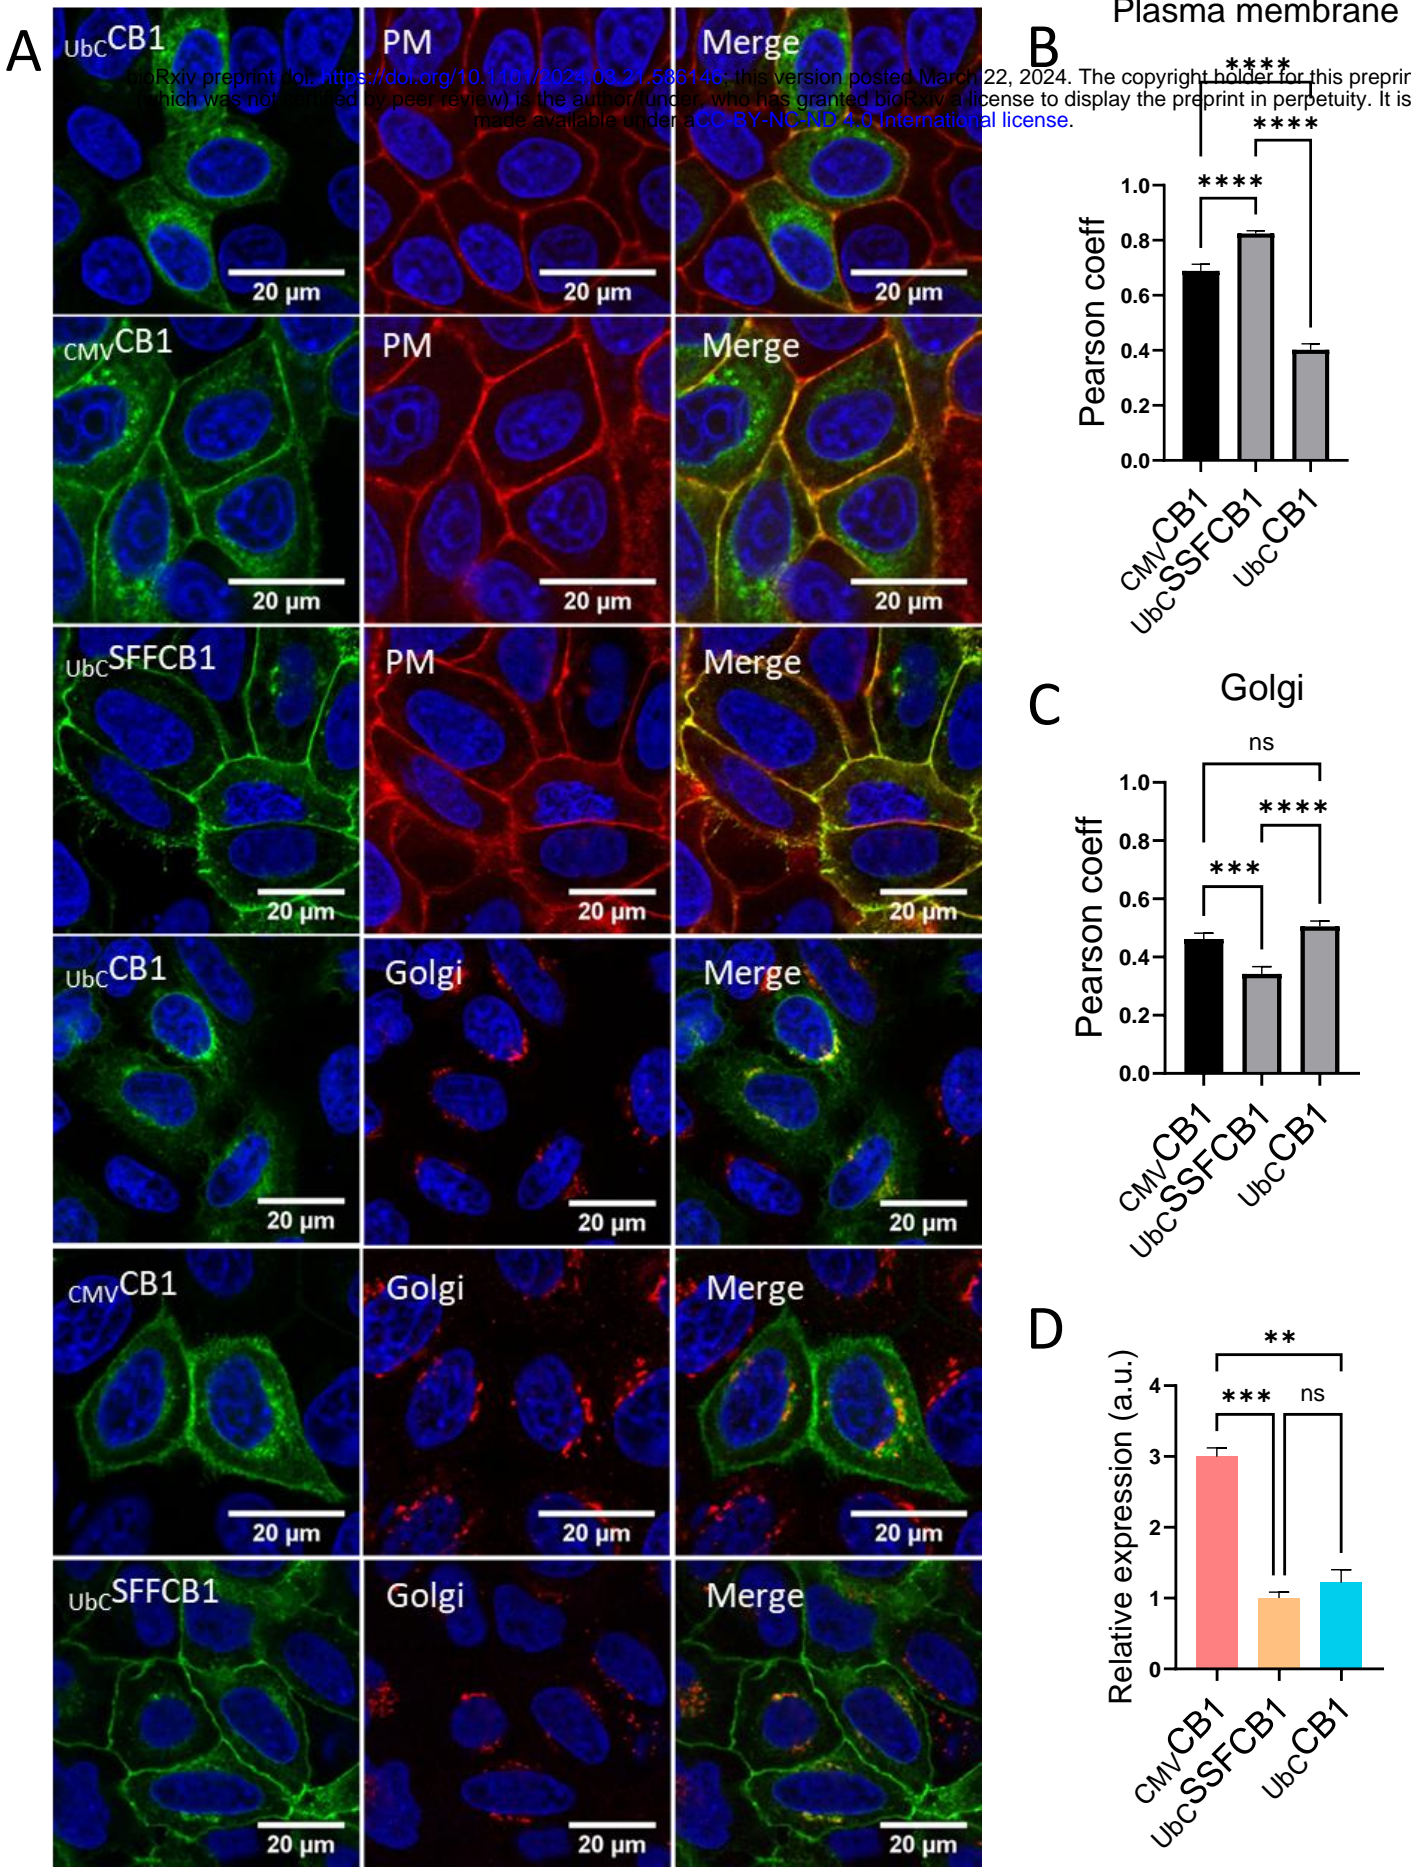 A
UbCCB1
PM
Merge
bioRxiv preprint doi: https://doi.org/10.1101/2024.03.21.586146; this version posted March 22, 2024. The copyright holder for this preprin
which was not certified by peer review) is the author/funder, who has granted bioRxiv a license to display the preprint in perpetuity. It is
made available under aCC-BY-NC-ND 4.0 International license.
20 µm
20 µm
20 µm
CMVCB1
PM
Merge
20 µm
20 µm
20 µm
UbCSFFCB1
PM
Merge
20 µm
20 µm
20 µm
UbCCB1
Golgi
Merge
20 µm
20 µm
20 µm
CMVCB1
Golgi
Merge
20 µm
20 µm
20 µm
UbCSFFCB1
Golgi
Merge
20 µm
20 µm
20 µm
B
Plasma membrane
****
****
****
Pearson coeff
1.0
0.8
0.6
0.4
0.2
0.0
CMVCB1
UbCSSFCB1
UbCCB1
C
Golgi
ns
****
***
Pearson coeff
1.0
0.8
0.6
0.4
0.2
0.0
CMVCB1
UbCSSFCB1
UbCCB1
D
**
***
ns
Relative expression (a.u.)
4
3
2
1
0
CMVCB1
UbCSSFCB1
UbCCB1